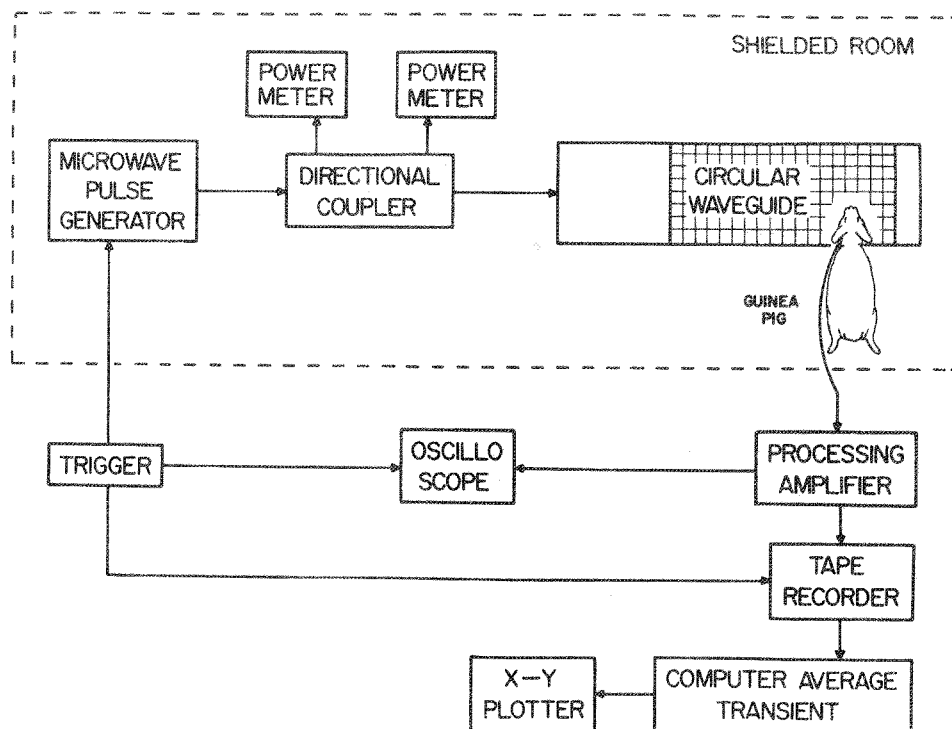 SHIELDED ROOM
POWER
METER
POWER
METER
MICROWAVE
PULSE
GENERATOR
DIRECTIONAL
COUPLER
CIRCULAR
WAVEGUIDE
GUINEA
PIG
TRIGGER
OSCILLO
SCOPE
PROCESSING
AMPLIFIER
TAPE
RECORDER
X-Y
PLOTTER
COMPUTER AVERAGE
TRANSIENT